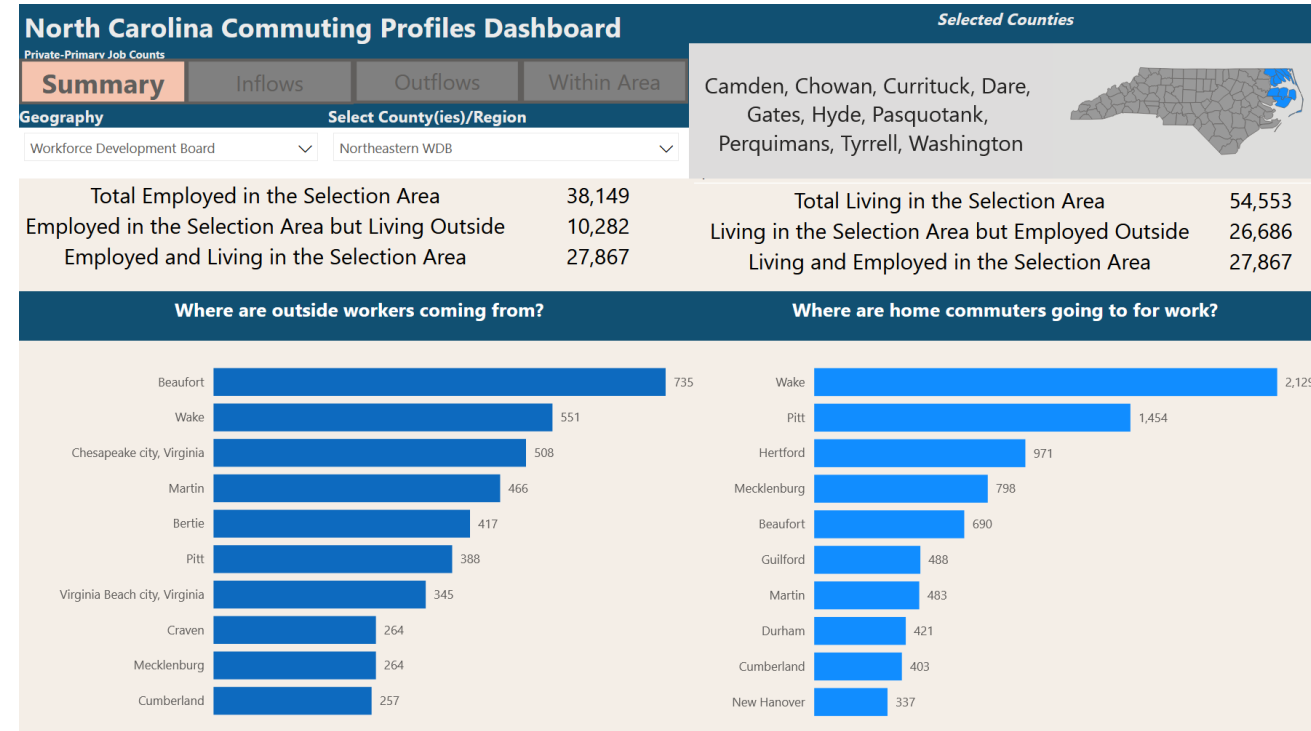 North Carolina Commuting Profiles Dashboard
Private-Primary Job Counts
Summary
Inflows
Outflows
Within Area
Geography
Select County(ies)/Region
Workforce Development Board
Northeastern WDB
Selected Counties
Camden, Chowan, Currituck, Dare,
Gates, Hyde, Pasquotank,
Perquimans, Tyrrell, Washington
Total Employed in the Selection Area 38,149
Employed in the Selection Area but Living Outside 10,282
Employed and Living in the Selection Area 27,867
Total Living in the Selection Area 54,553
Living in the Selection Area but Employed Outside 26,686
Living and Employed in the Selection Area 27,867
Where are outside workers coming from?
Beaufort 735
Wake 551
Chesapeake city, Virginia 508
Martin 466
Bertie 417
Pitt 388
Virginia Beach city, Virginia 345
Craven 264
Mecklenburg 264
Cumberland 257
Where are home commuters going to for work?
Wake 2,129
Pitt 1,454
Hertford 971
Mecklenburg 798
Beaufort 690
Guilford 488
Martin 483
Durham 421
Cumberland 403
New Hanover 337